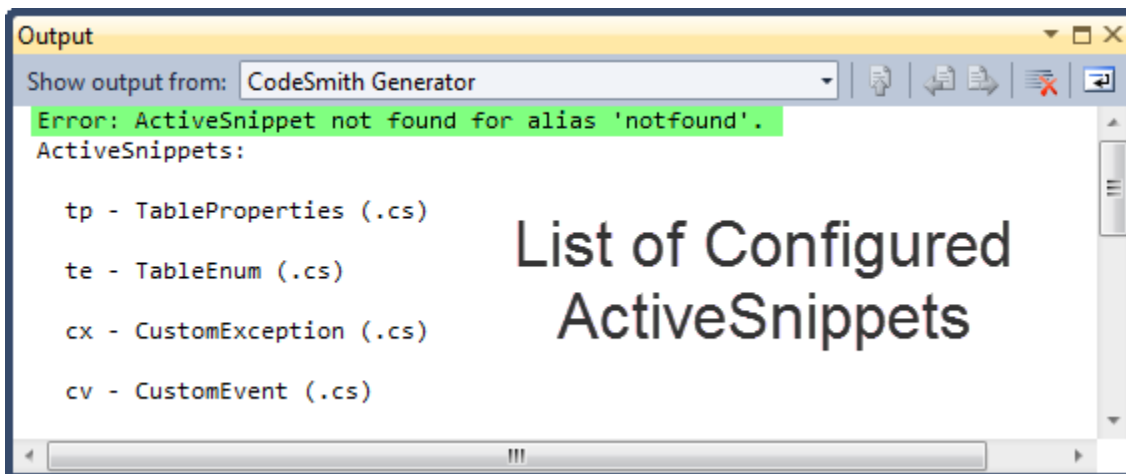 Output
Show output from: CodeSmith Generator
Error: ActiveSnippet not found for alias 'notfound'.
ActiveSnippets:
tp - TableProperties (.cs)
te - TableEnum (.cs)
cx - CustomException (.cs)
cv - CustomEvent (.cs)
List of Configured
ActiveSnippets